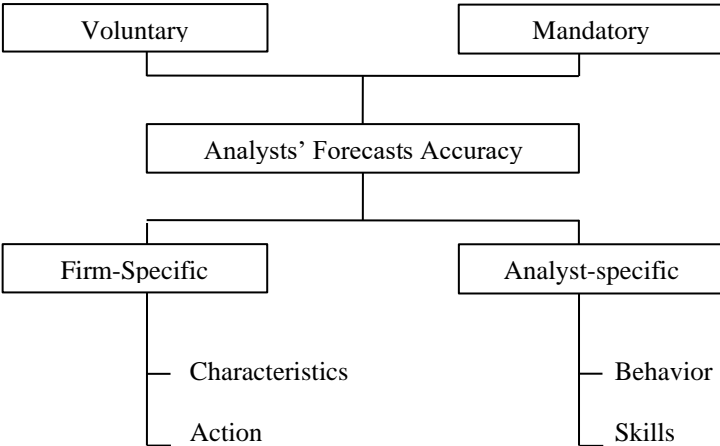 Voluntary
Mandatory
Analysts’ Forecasts Accuracy
Firm-Specific
Analyst-specific
Characteristics
Behavior
Action
Skills